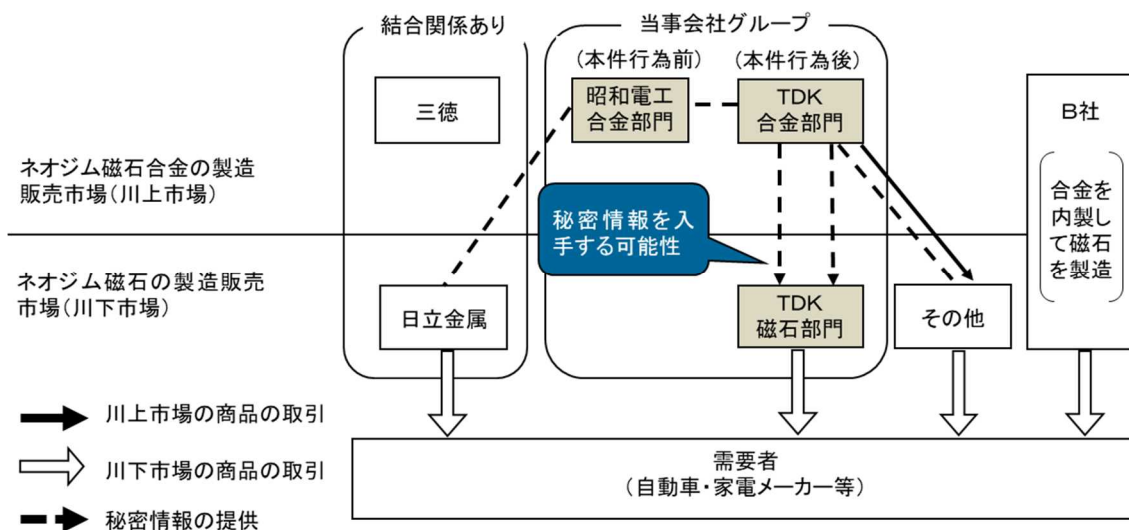 結合関係あり
当事会社グループ
(本件行為前)
(本件行為後)
三徳
昭和電工
合金部門
TDK
合金部門
B社
合金を
内製し
て磁石
を製造
ネオジム磁石合金の製造
販売市場(川上市場)
秘密情報を入
手する可能性
ネオジム磁石の製造販売
市場(川下市場)
日立金属
TDK
磁石部門
その他
川上市場の商品の取引
川下市場の商品の取引
秘密情報の提供
需要者
(自動車・家電メーカー等)